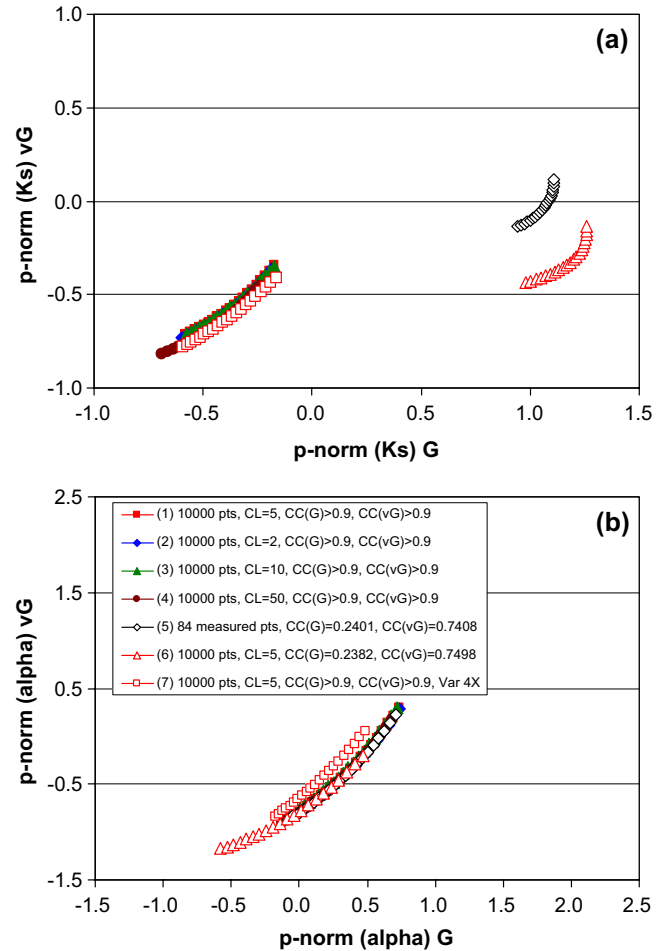 (a)
1.0
0.5
0.0
-0.5
-1.0
p-norm (Ks) vG
-1.0 -0.5 0.0 0.5 1.0 1.5
p-norm (Ks) G
(b)
2.5
1.5
0.5
-0.5
-1.5
p-norm (alpha) vG
(1) 10000 pts, CL=5, CC(G)>0.9, CC(vG)>0.9
(2) 10000 pts, CL=2, CC(G)>0.9, CC(vG)>0.9
(3) 10000 pts, CL=10, CC(G)>0.9, CC(vG)>0.9
(4) 10000 pts, CL=50, CC(G)>0.9, CC(vG)>0.9
(5) 84 measured pts, CC(G)=0.2401, CC(vG)=0.7408
(6) 10000 pts, CL=5, CC(G)=0.2382, CC(vG)=0.7498
(7) 10000 pts, CL=5, CC(G)>0.9, CC(vG)>0.9, Var 4X
-1.5 -1.0 -0.5 0.0 0.5 1.0 1.5 2.0 2.5
p-norm (alpha) G